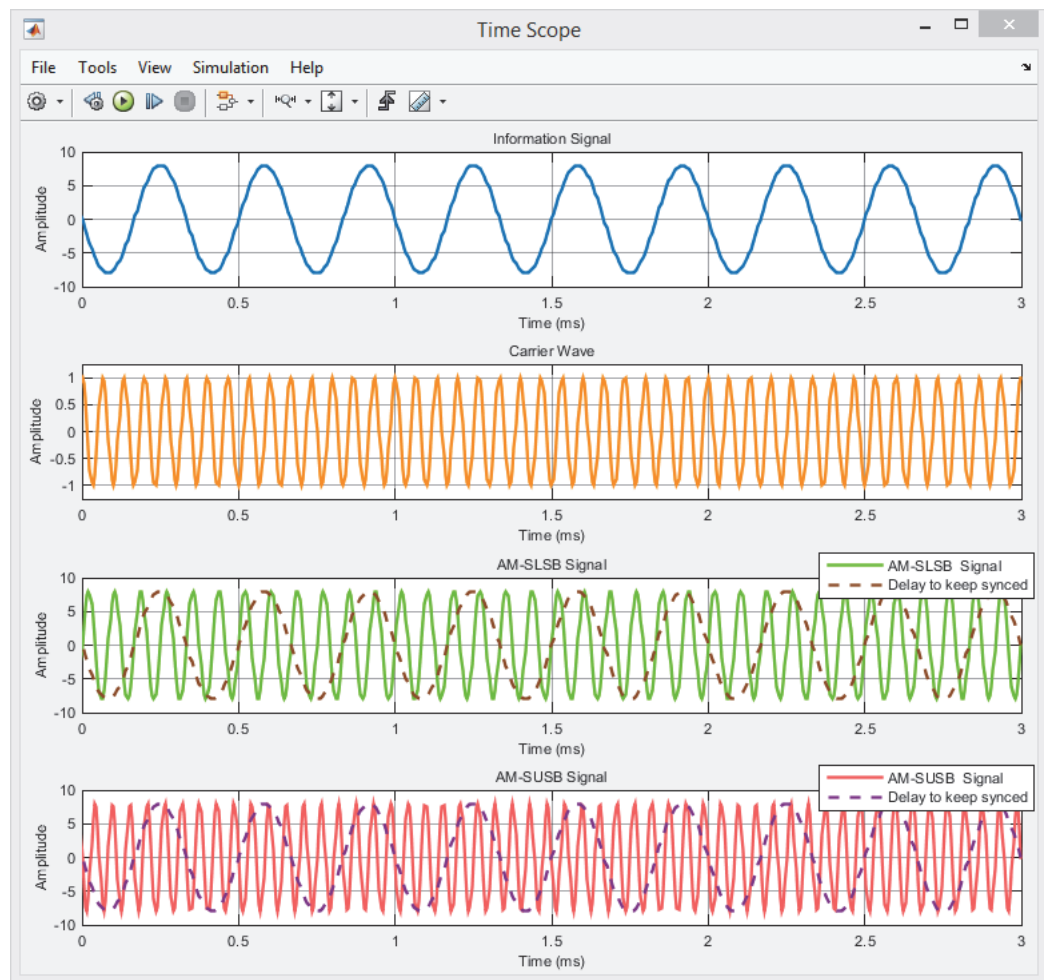 Time Scope
File Tools View Simulation Help
Information Signal
10
5
0
-5
-10
Amplitude
0 0.5 1 1.5 2 2.5 3
Time (ms)
Carrier Wave
1
0.5
0
-0.5
-1
Amplitude
0 0.5 1 1.5 2 2.5 3
Time (ms)
AM-SLSB Signal
AM-SLSB Signal
Delay to keep synced
10
5
0
-5
-10
Amplitude
0 0.5 1 1.5 2 2.5 3
Time (ms)
AM-SUSB Signal
AM-SUSB Signal
Delay to keep synced
10
5
0
-5
-10
Amplitude
0 0.5 1 1.5 2 2.5 3
Time (ms)